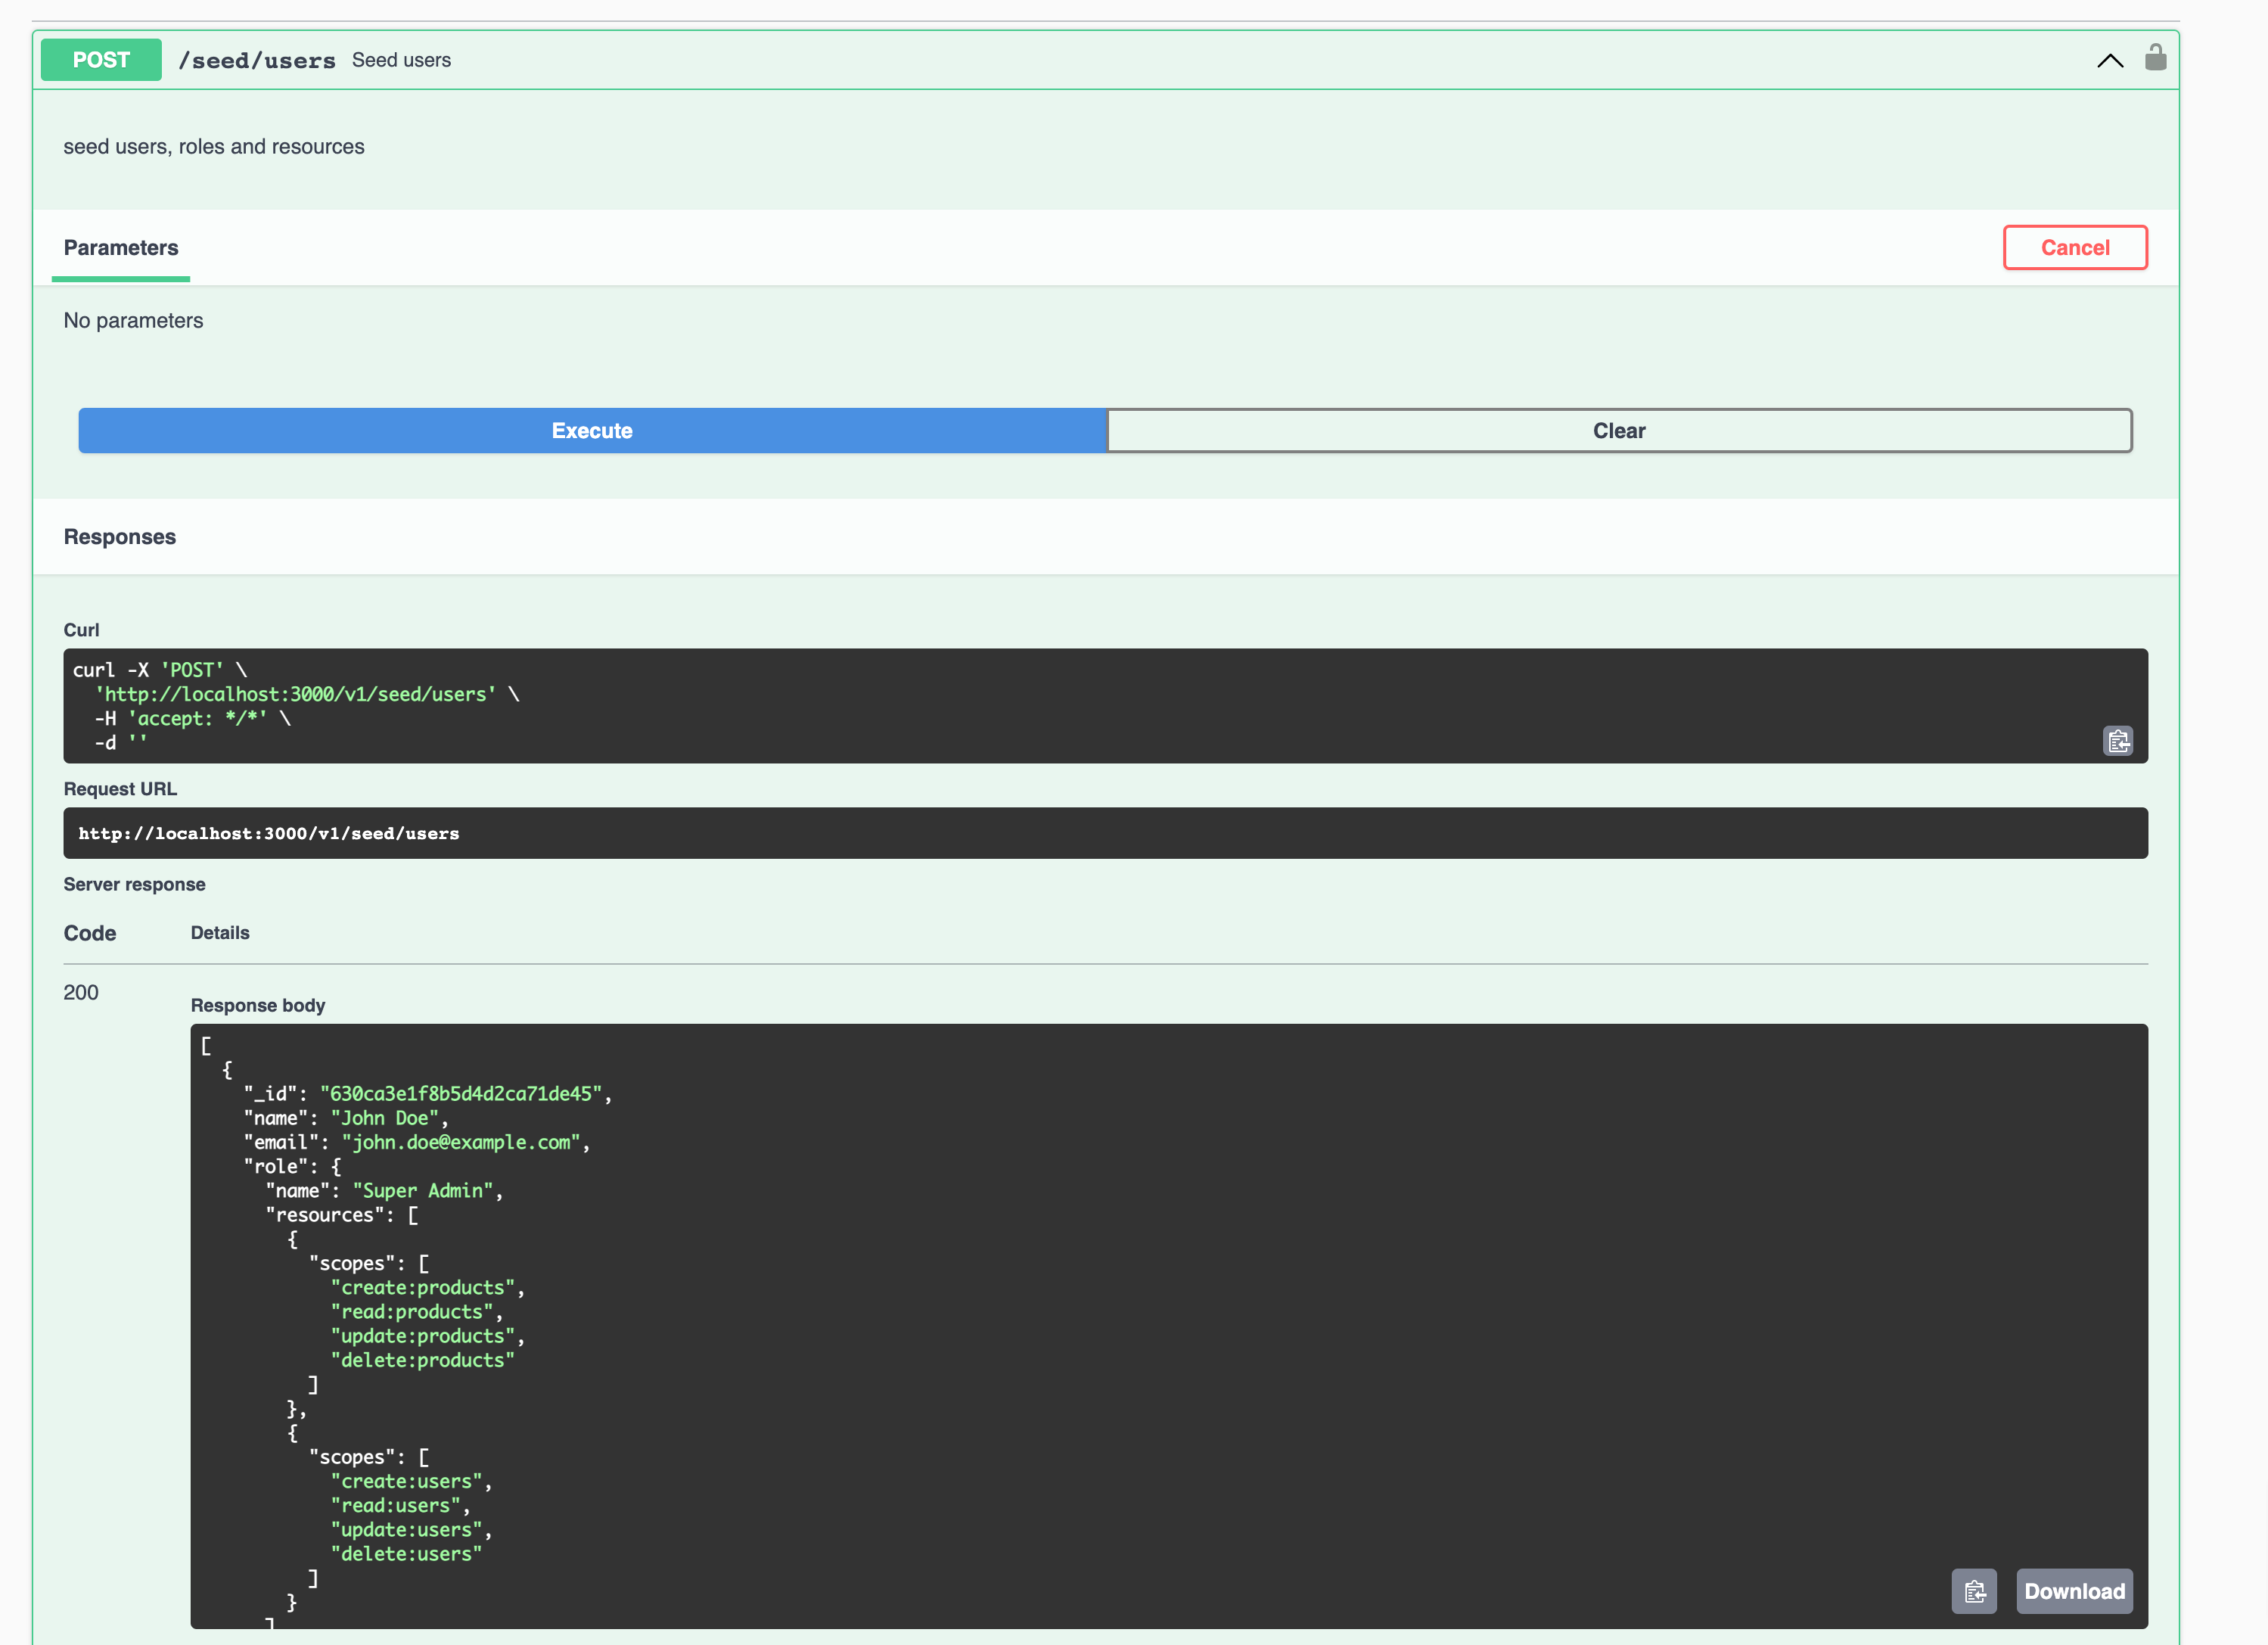 POST /seed/users Seed users
seed users, roles and resources
Parameters Cancel
No parameters
Execute Clear
Responses
Curl
curl -X 'POST' \
  'http://localhost:3000/v1/seed/users' \
  -H 'accept: */*' \
  -d ''
Request URL
http://localhost:3000/v1/seed/users
Server response
Code Details
200
Response body
[
  {
    "_id": "630ca3e1f8b5d4d2ca71de45",
    "name": "John Doe",
    "email": "john.doe@example.com",
    "role": {
      "name": "Super Admin",
      "resources": [
        {
          "scopes": [
            "create:products",
            "read:products",
            "update:products",
            "delete:products"
          ]
        },
        {
          "scopes": [
            "create:users",
            "read:users",
            "update:users",
            "delete:users"
          ]
        }
      ]
Download